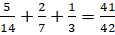 5/14 + 2/7 + 1/3 = 41/42